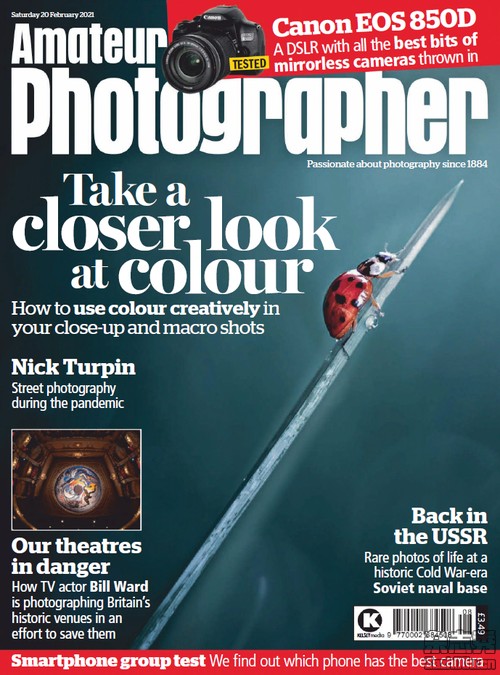 Saturday 20 February 2021
Amateur
Photographer
Canon
TESTED
Canon EOS 850D
A DSLR with all the best bits of
mirrorless cameras thrown in
Passionate about photography since 1884
Take a
closer look
at colour
How to use colour creatively in
your close-up and macro shots
Nick Turpin
Street photography
during the pandemic
Our theatres
in danger
How TV actor Bill Ward
is photographing Britain's
historic venues in an
effort to save them
Back in
the USSR
Rare photos of life at a
historic Cold War-era
Soviet naval base
K
KELSEYmedia
08
£3.49
Smartphone group test We find out which phone has the best camera